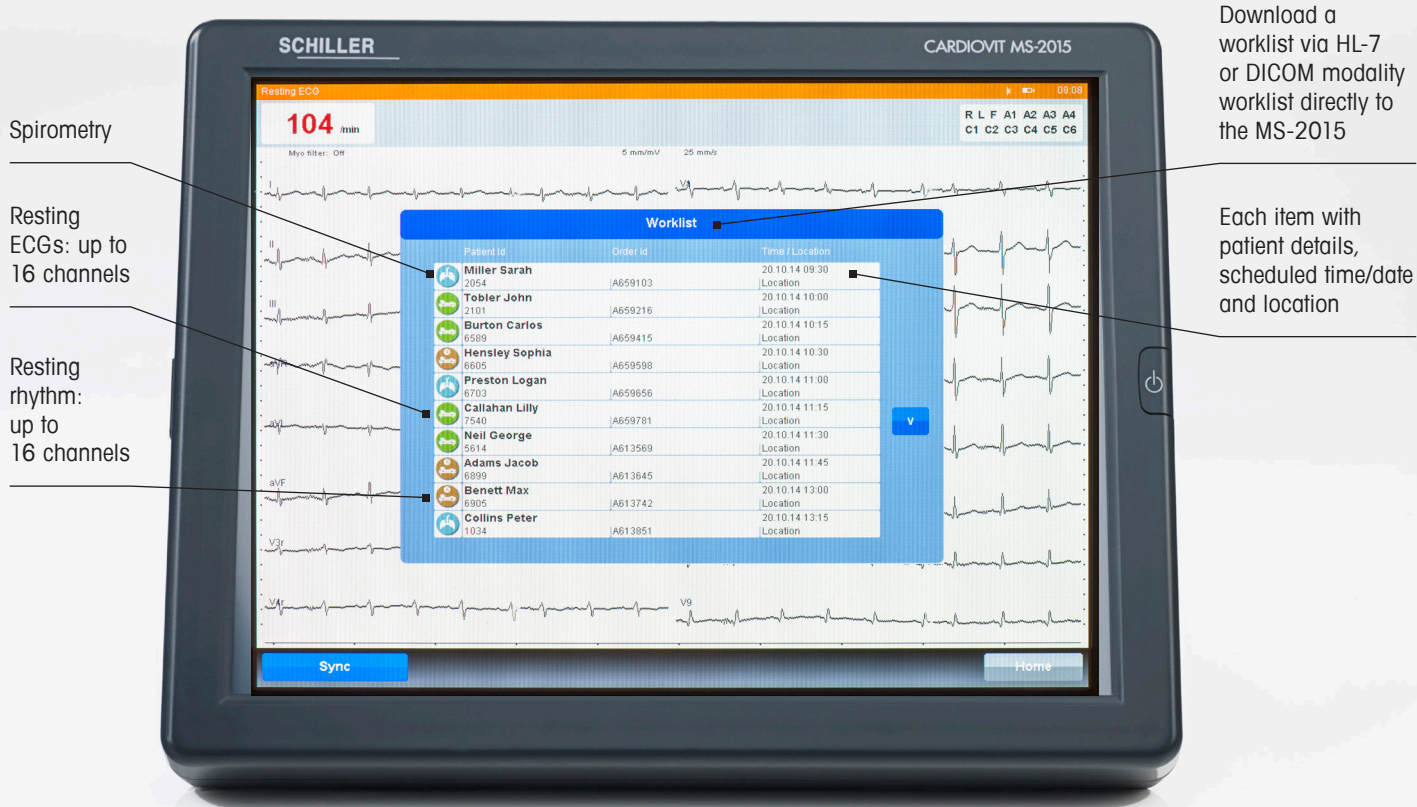 Download a
worklist via HL-7
or DICOM modality
worklist directly to
the MS-2015
SCHILLER
CARDIOVIT MS-2015
Resting ECG
09:08
104 /min
R L F A1 A2 A3 A4
C1 C2 C3 C4 C5 C6
Spirometry
Myo filter: Off
5 mm/mV 25 mm/s
I
V1
Resting
ECGs: up to
16 channels
Each item with
patient details,
scheduled time/date
and location
Worklist
Patient Id Order Id Time / Location
Miller Sarah 20.10.14 09:30
2054 A659103 Location
Tobler John 20.10.14 10:00
2101 A659216 Location
Burton Carlos 20.10.14 10:15
6589 A659415 Location
Hensley Sophia 20.10.14 10:30
6605 A659598 Location
Preston Logan 20.10.14 11:00
6703 A659656 Location
Callahan Lilly 20.10.14 11:15
7540 A659781 Location
Neil George 20.10.14 11:30
5614 A613569 Location
Adams Jacob 20.10.14 11:45
6899 A613645 Location
Benett Max 20.10.14 13:00
6905 A613742 Location
Collins Peter 20.10.14 13:15
1034 A613851 Location
V
II
III
aVR
aVL
aVF
V3r
V4r
V9
Resting
rhythm:
up to
16 channels
Sync
Home